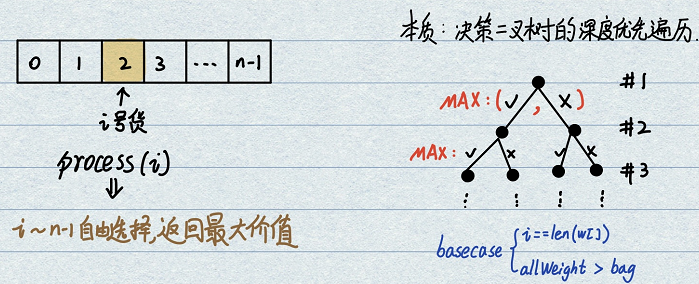 本质：决策二叉树的深度优先遍历.
0 1 2 3 ... n-1
↑
i号货
process(i)
⇓
i~n-1自由选择,返回最大价值
#1
MAX:(✓,×)
#2
MAX: ✓ × ✓ ×
#3
basecase { i==len(w[])
allWeight > bag